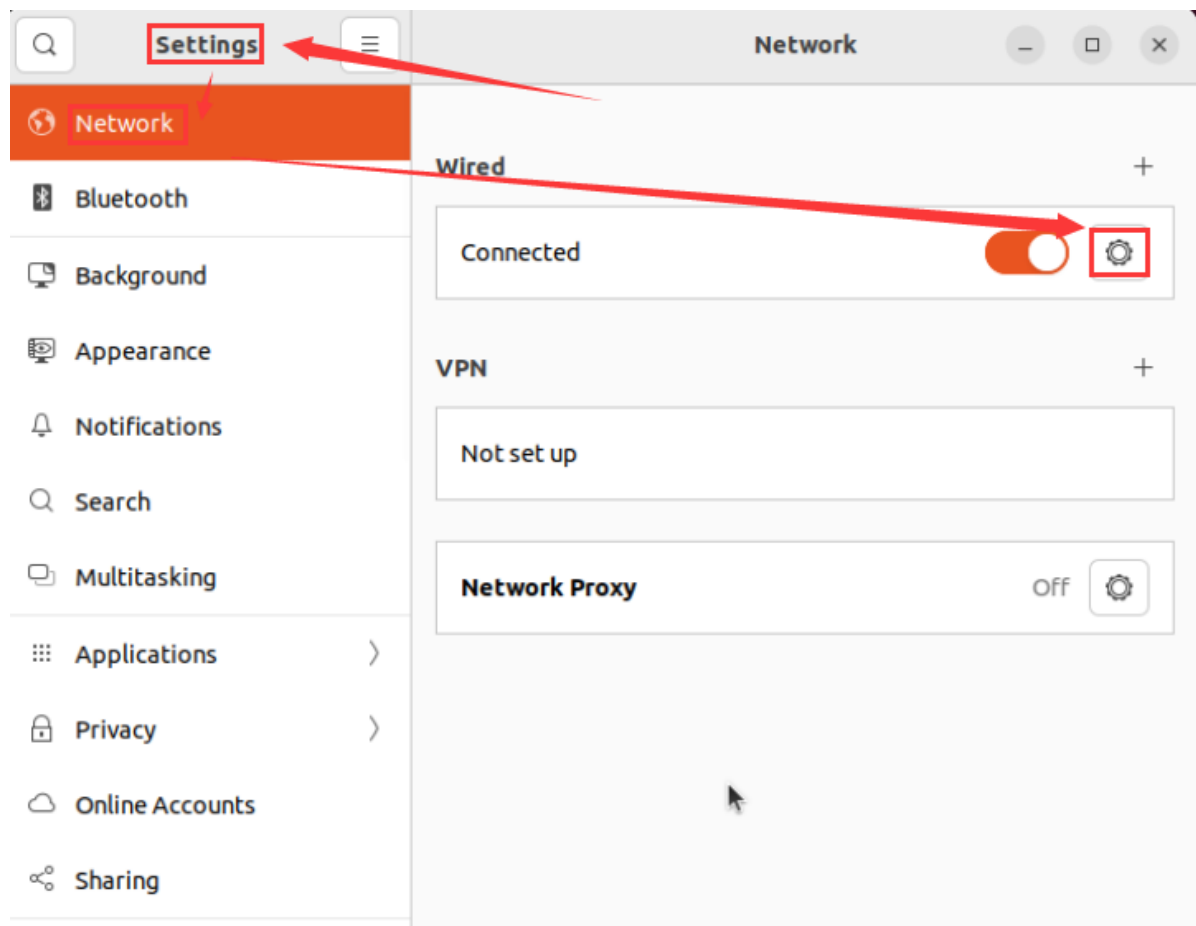 Settings
Network
Network
Bluetooth
Background
Appearance
Notifications
Search
Multitasking
Applications
Privacy
Online Accounts
Sharing
Wired
Connected
VPN
Not set up
Network Proxy
Off